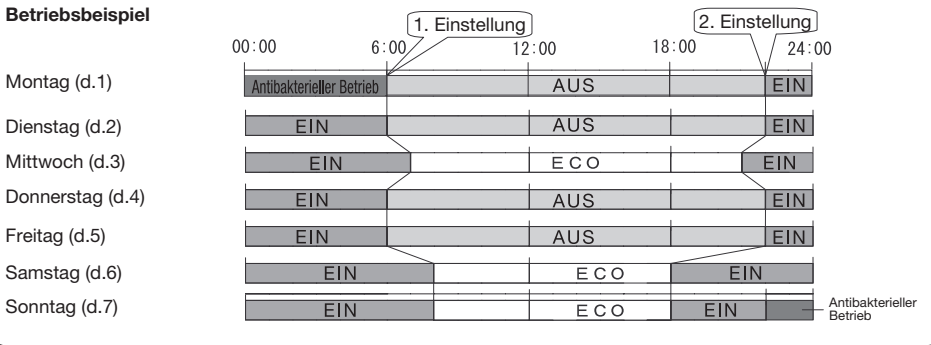 Betriebsbeispiel
1. Einstellung
2. Einstellung
00:00 6:00 12:00 18:00 24:00
Montag (d.1) Antibakterieller Betrieb AUS EIN
Dienstag (d.2) EIN AUS EIN
Mittwoch (d.3) EIN ECO EIN
Donnerstag (d.4) EIN AUS EIN
Freitag (d.5) EIN AUS EIN
Samstag (d.6) EIN ECO EIN
Sonntag (d.7) EIN ECO EIN
Antibakterieller
Betrieb